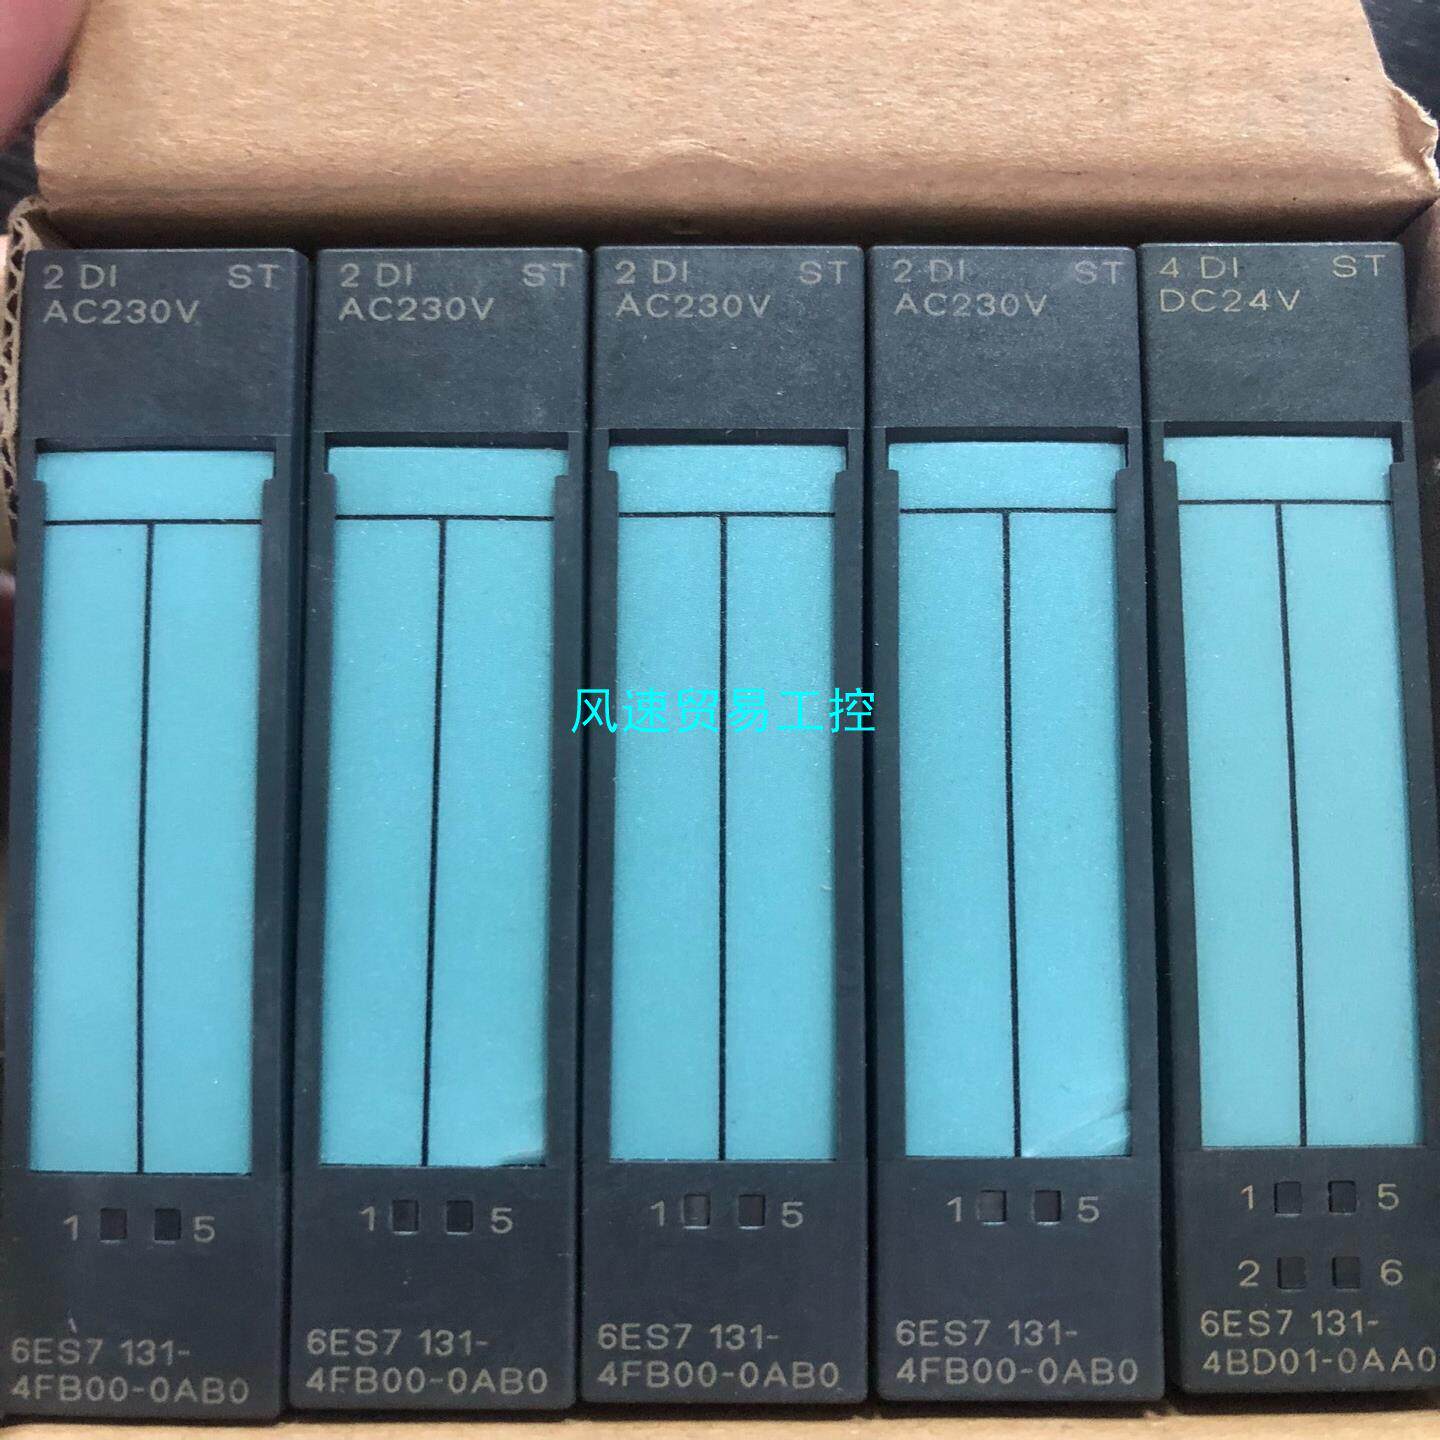 2 DI ST
AC230V
2 DI ST
AC230V
2 DI ST
AC230V
2 DI ST
AC230V
4 DI ST
DC24V
风速贸易工控
1 5
1 5
1 5
1 5
1 5
2 6
6ES7 131-
4FB00-0AB0
6ES7 131-
4FB00-0AB0
6ES7 131-
4FB00-0AB0
6ES7 131-
4FB00-0AB0
6ES7 131-
4BD01-0AA0